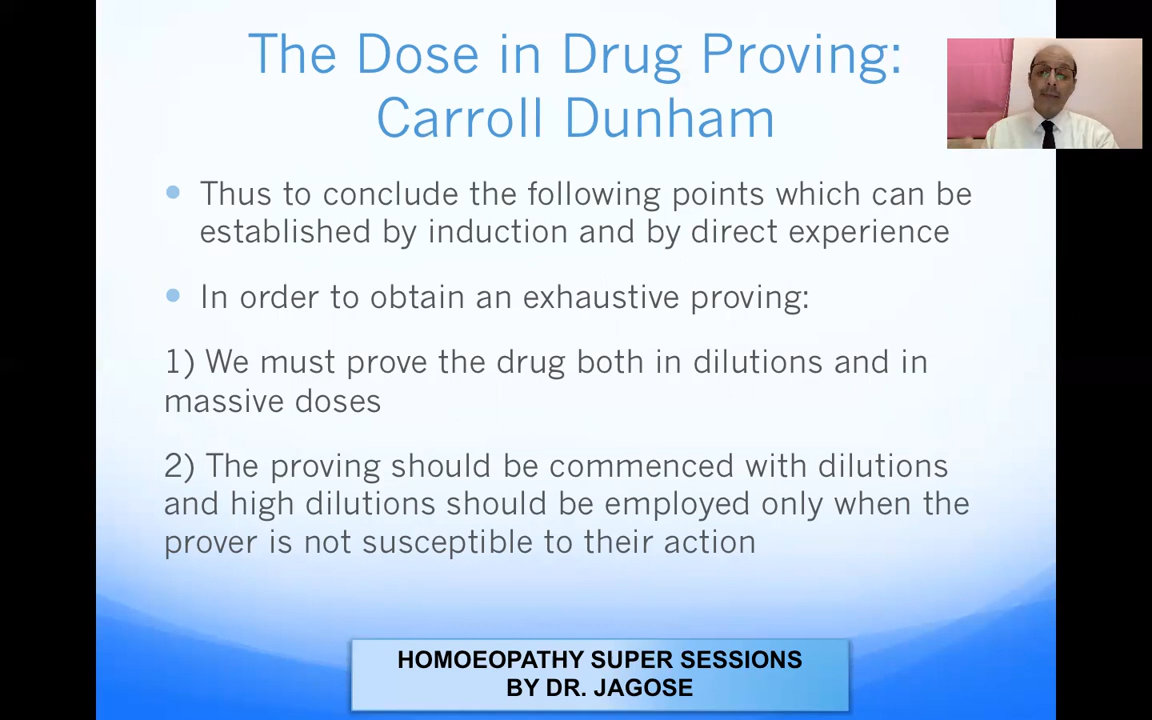 The Dose in Drug Proving:
Carroll Dunham
• Thus to conclude the following points which can be
established by induction and by direct experience
• In order to obtain an exhaustive proving:
1) We must prove the drug both in dilutions and in
massive doses
2) The proving should be commenced with dilutions
and high dilutions should be employed only when the
prover is not susceptible to their action
HOMOEOPATHY SUPER SESSIONS
BY DR. JAGOSE